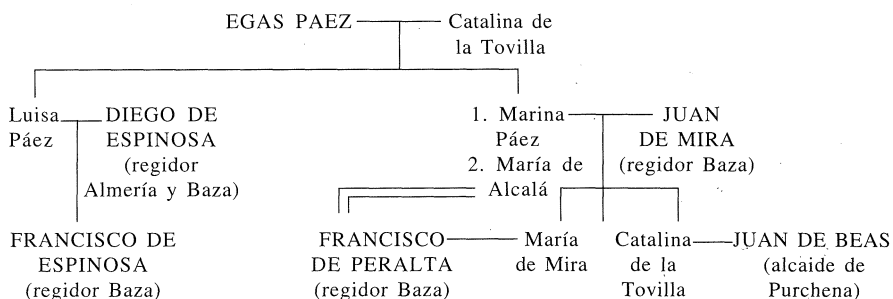 EGAS PAEZ Catalina de
la Tovilla
Luisa DIEGO DE 1. Marina JUAN
Páez ESPINOSA Páez DE MIRA
(regidor 2. María de (regidor Baza)
Almería y Baza) Alcalá
FRANCISCO DE FRANCISCO María Catalina JUAN DE BEAS
ESPINOSA DE PERALTA de Mira de la (alcaide de
(regidor Baza) (regidor Baza) Tovilla Purchena)